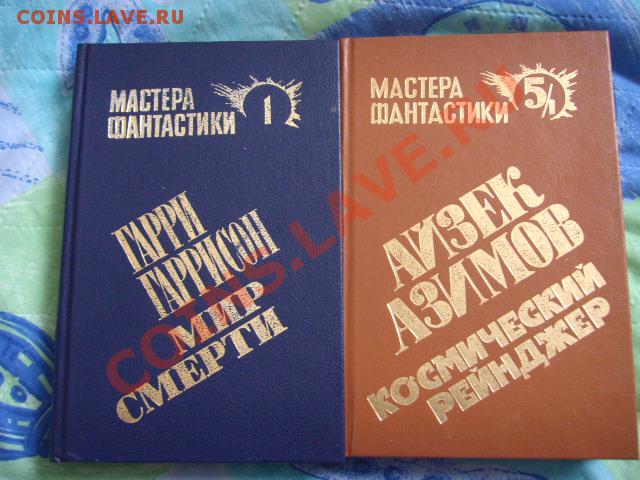 COINS.LAVE.RU
МАСТЕРА
ФАНТАСТИКИ
1
ГАРРИ
ГАРРИСОН
МИР
СМЕРТИ
МАСТЕРА
ФАНТАСТИКИ
5/1
АЙЗЕК
АЗИМОВ
КОСМИЧЕСКИЙ
РЕЙНДЖЕР
COINS.LAVE.RU